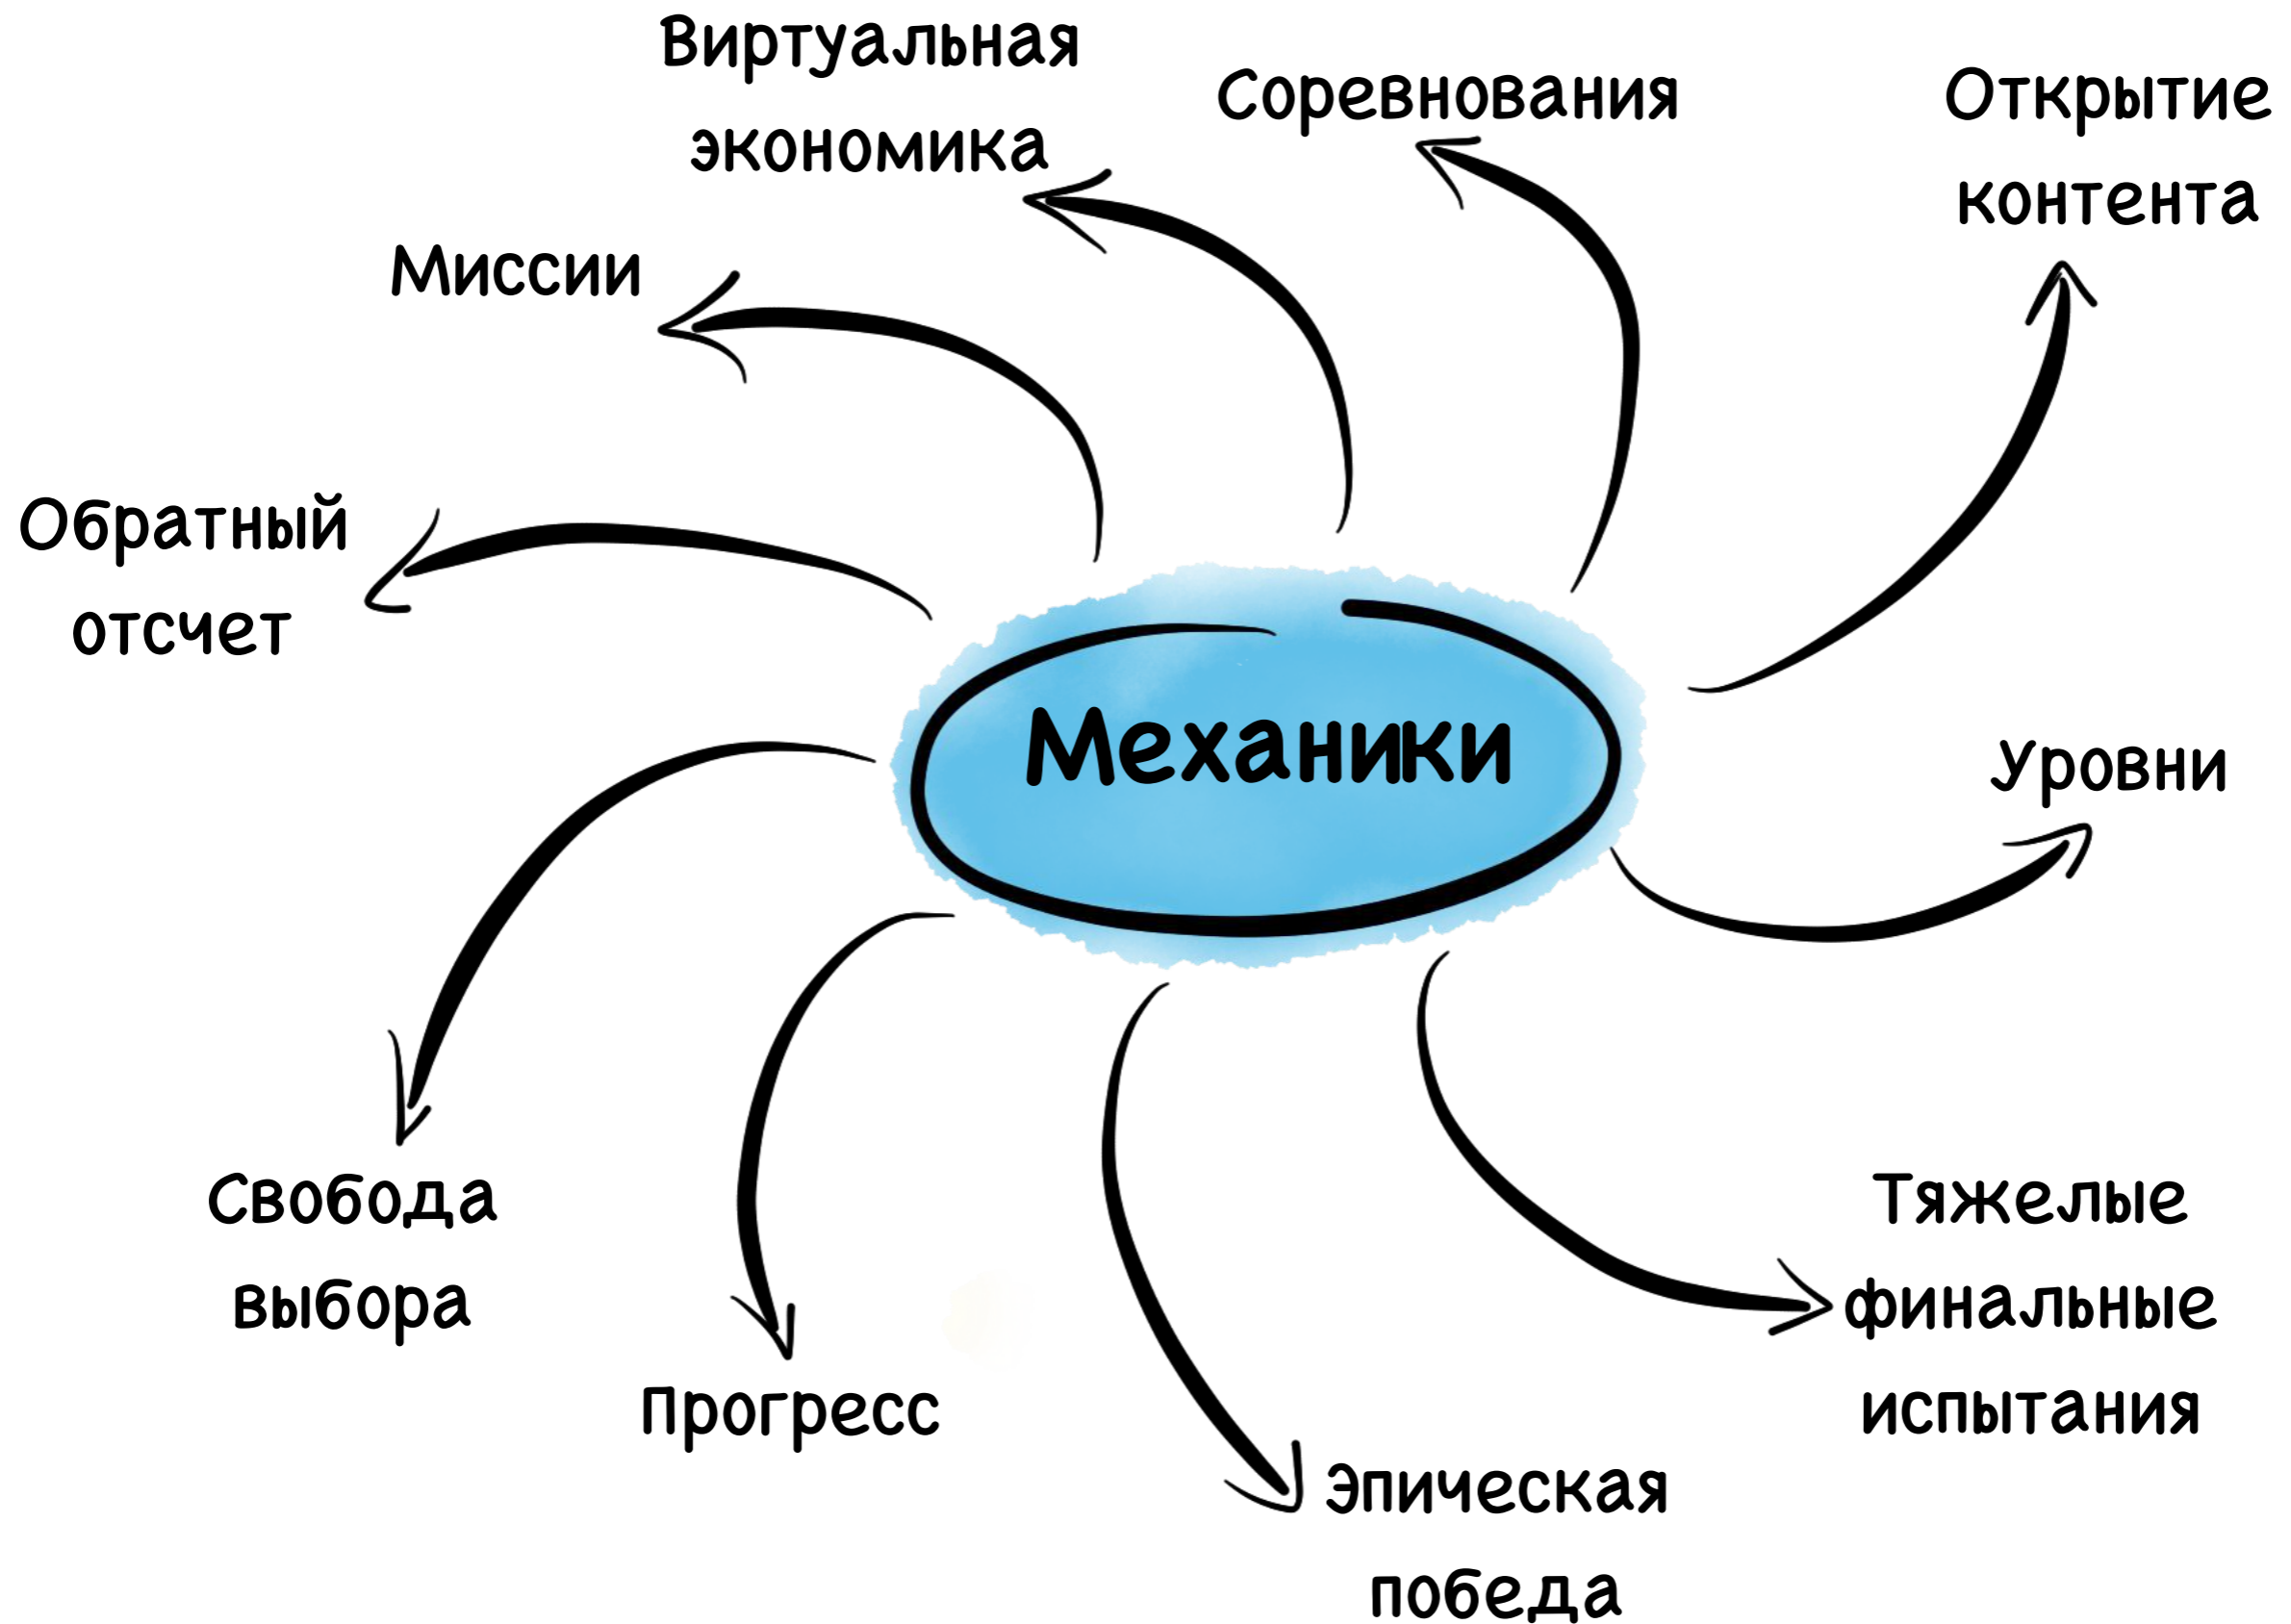 Виртуальная
экономика
Соревнования
Открытие
контента
Миссии
Обратный
отсчет
Механики
Уровни
Свобода
выбора
Тяжелые
финальные
испытания
Прогресс
Эпическая
победа